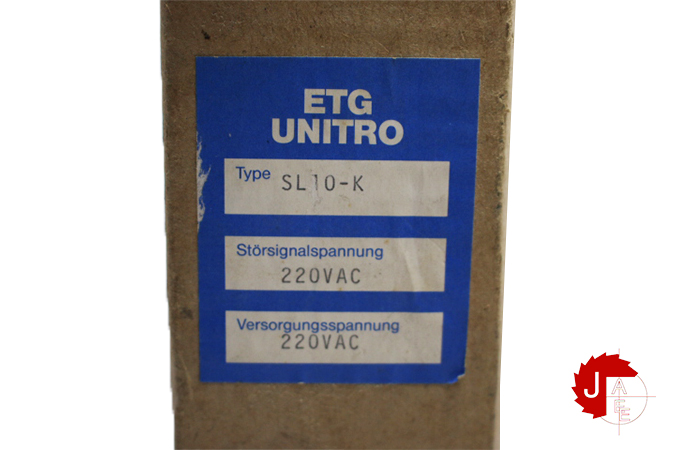 ETG
UNITRO
Type SL10-K
Störsignalspannung
220VAC
Versorgungsspannung
220VAC
J
A